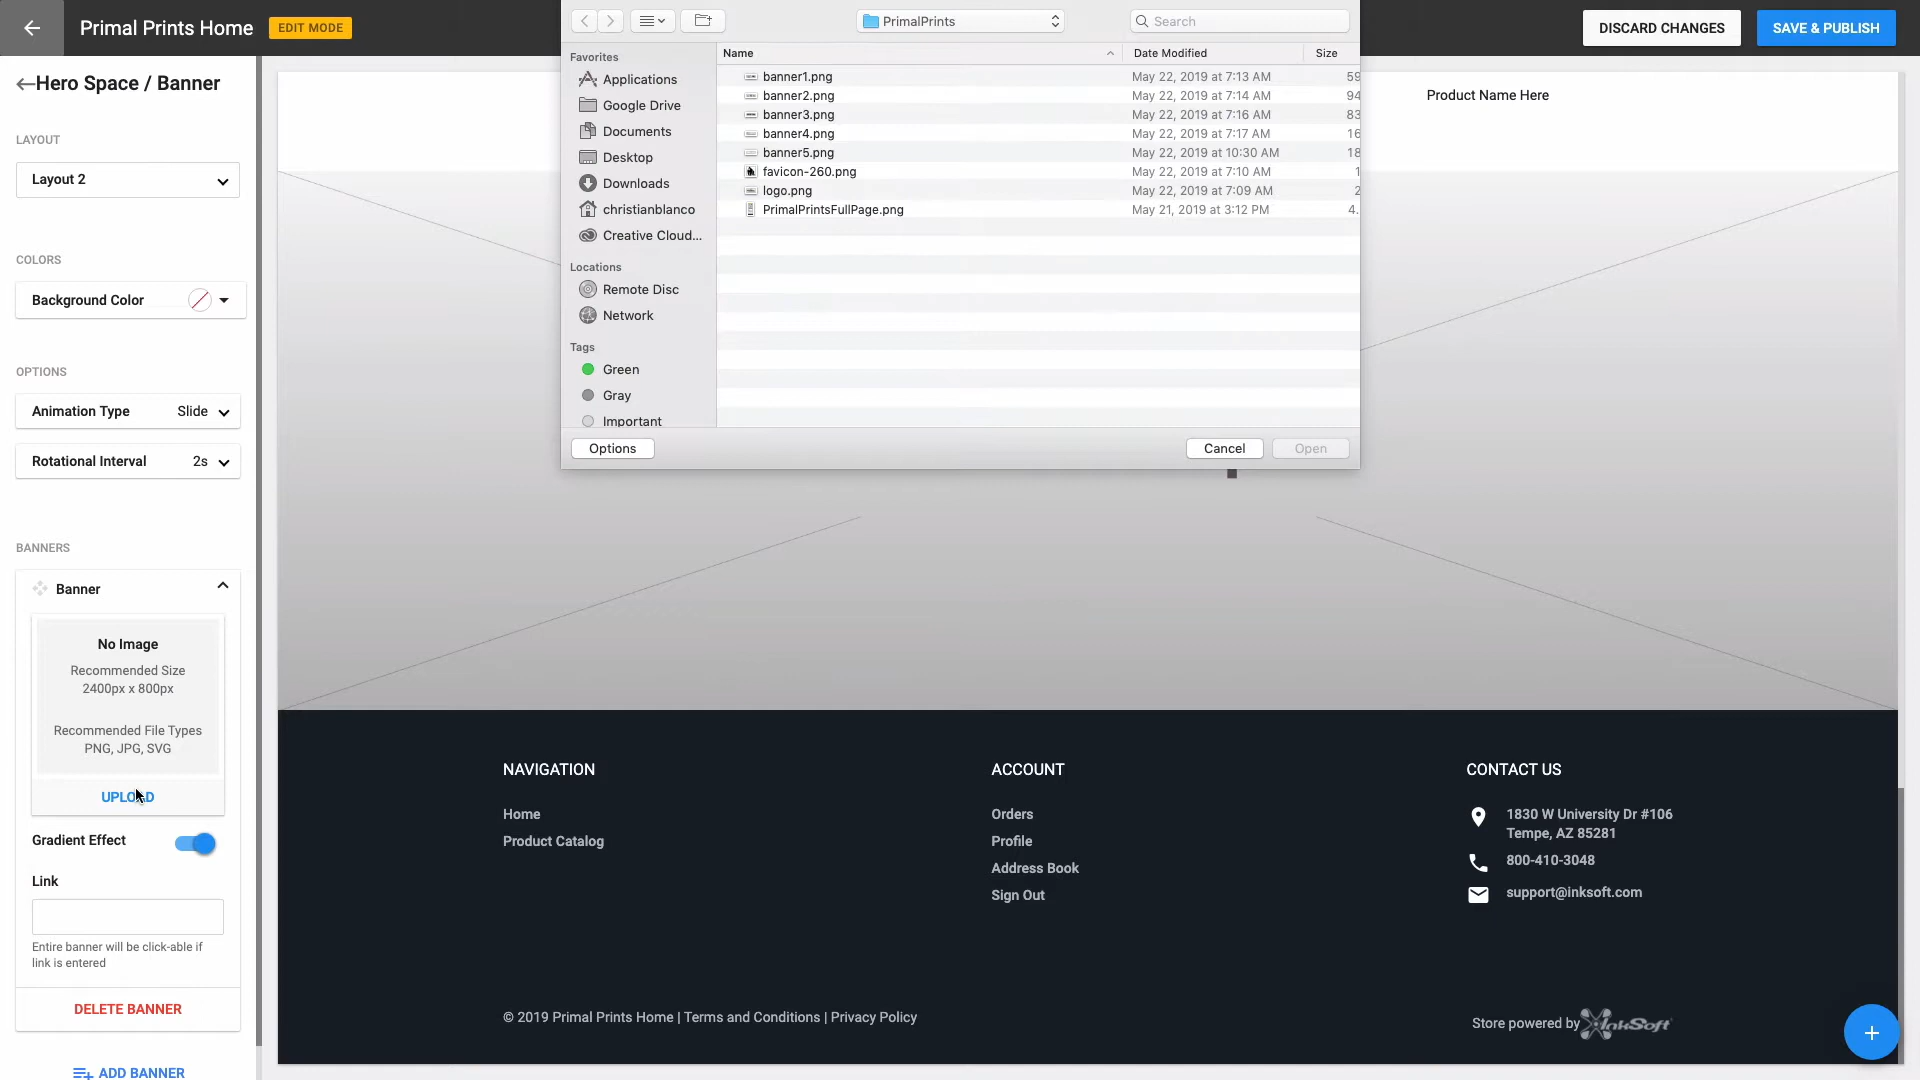 Primal Prints Home
EDIT MODE
PrimalPrints
Search
DISCARD CHANGES
SAVE & PUBLISH
Hero Space / Banner
LAYOUT
Layout 2
COLORS
Background Color
OPTIONS
Animation Type Slide
Rotational Interval 2s
BANNERS
Banner
No Image
Recommended Size
2400px x 800px
Recommended File Types
PNG, JPG, SVG
UPLOAD
Gradient Effect
Link
Entire banner will be click-able if
link is entered
DELETE BANNER
ADD BANNER
Favorites
Applications
Google Drive
Documents
Desktop
Downloads
christianblanco
Creative Cloud...
Locations
Remote Disc
Network
Tags
Green
Gray
Important
Name Date Modified Size
banner1.png May 22, 2019 at 7:13 AM 59
banner2.png May 22, 2019 at 7:14 AM 94
banner3.png May 22, 2019 at 7:16 AM 83
banner4.png May 22, 2019 at 7:17 AM 16
banner5.png May 22, 2019 at 10:30 AM 18
favicon-260.png May 22, 2019 at 7:10 AM 1
logo.png May 22, 2019 at 7:09 AM 2
PrimalPrintsFullPage.png May 21, 2019 at 3:12 PM 4.
Options
Cancel
Open
Product Name Here
NAVIGATION
Home
Product Catalog
ACCOUNT
Orders
Profile
Address Book
Sign Out
CONTACT US
1830 W University Dr #106
Tempe, AZ 85281
800-410-3048
support@inksoft.com
© 2019 Primal Prints Home | Terms and Conditions | Privacy Policy
Store powered by InkSoft